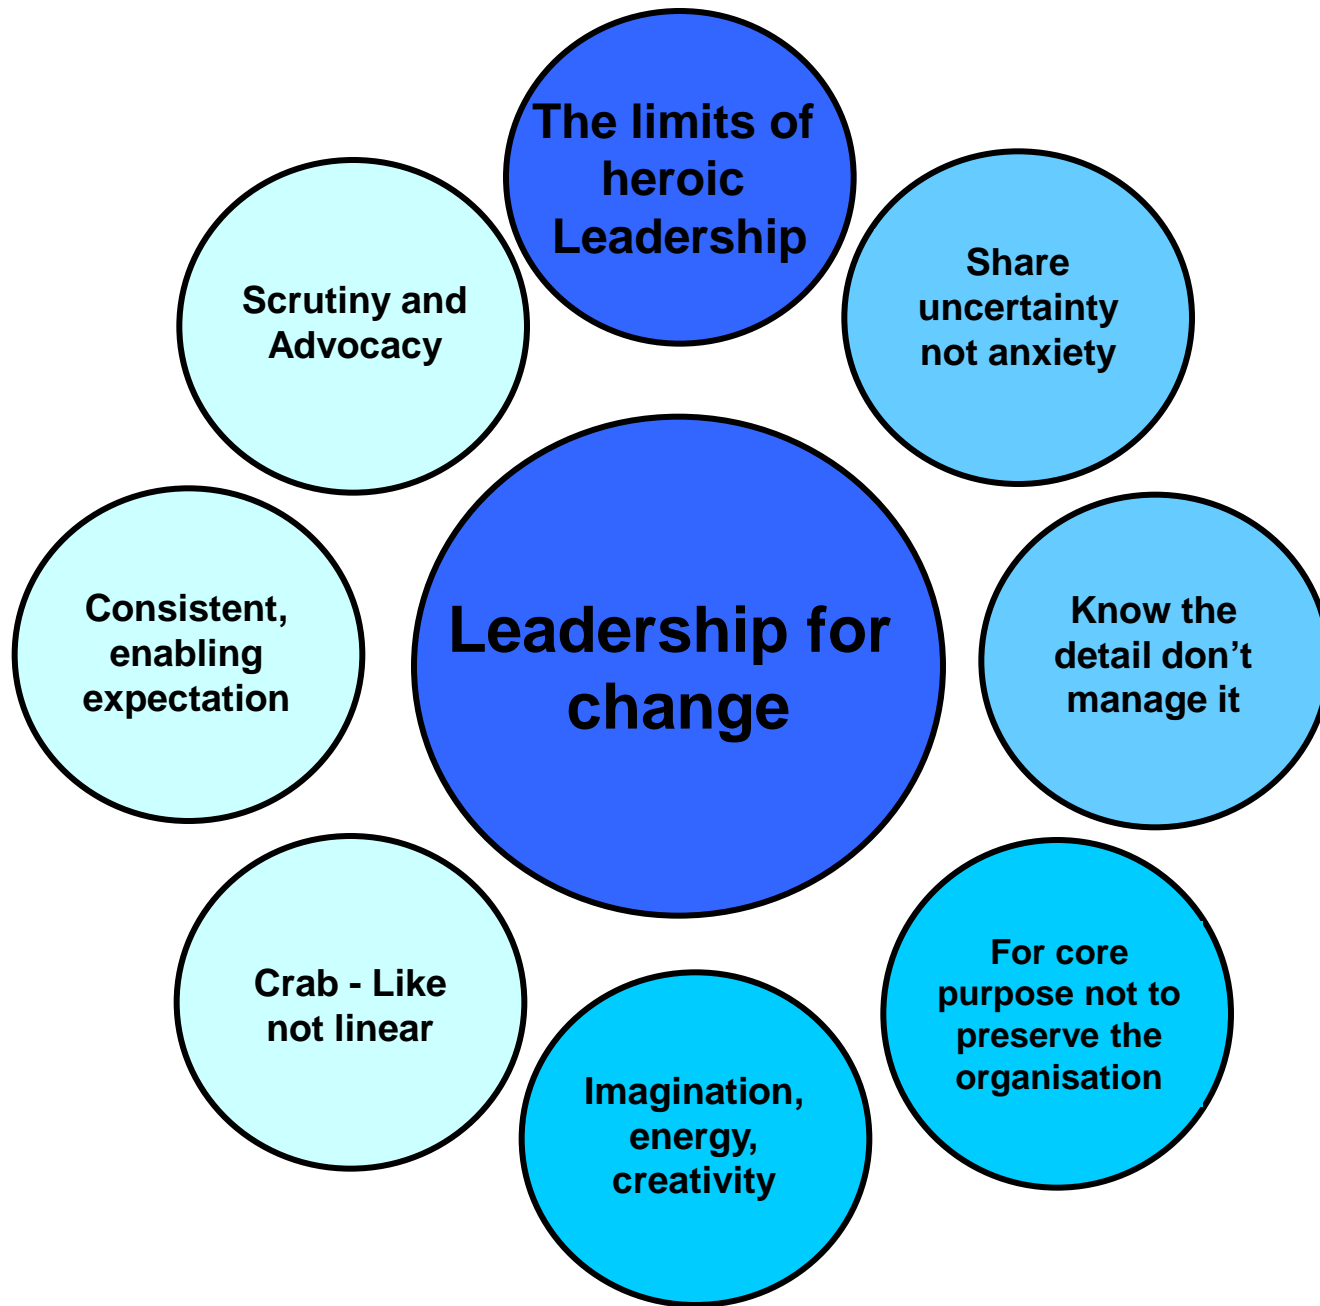 The limits of
heroic
Leadership
Share
uncertainty
not anxiety
Scrutiny and
Advocacy
Leadership for
change
Consistent,
enabling
expectation
Know the
detail don’t
manage it
Crab - Like
not linear
For core
purpose not to
preserve the
organisation
Imagination,
energy,
creativity